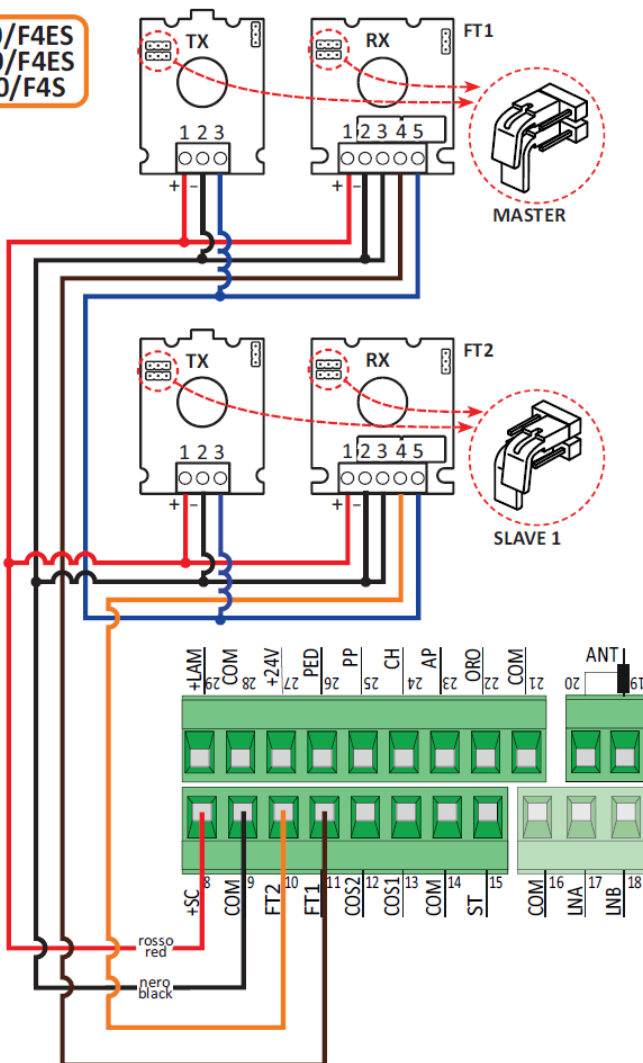 /F4ES
/F4ES
0/F4S
TX
RX
FT1
1 2 3
1 2 3 4 5
+ –
+ –
MASTER
TX
RX
FT2
1 2 3
1 2 3 4 5
+ –
+ –
SLAVE 1
+LAM COM +24V PED PP CH AP ORO COM ANT
29 28 27 26 25 24 23 22 21 20 19
8 9 10 11 12 13 14 15 16 17 18
+SC COM FT2 FT1 COS2 COS1 COM ST COM LNA LNB
rosso
red
nero
black